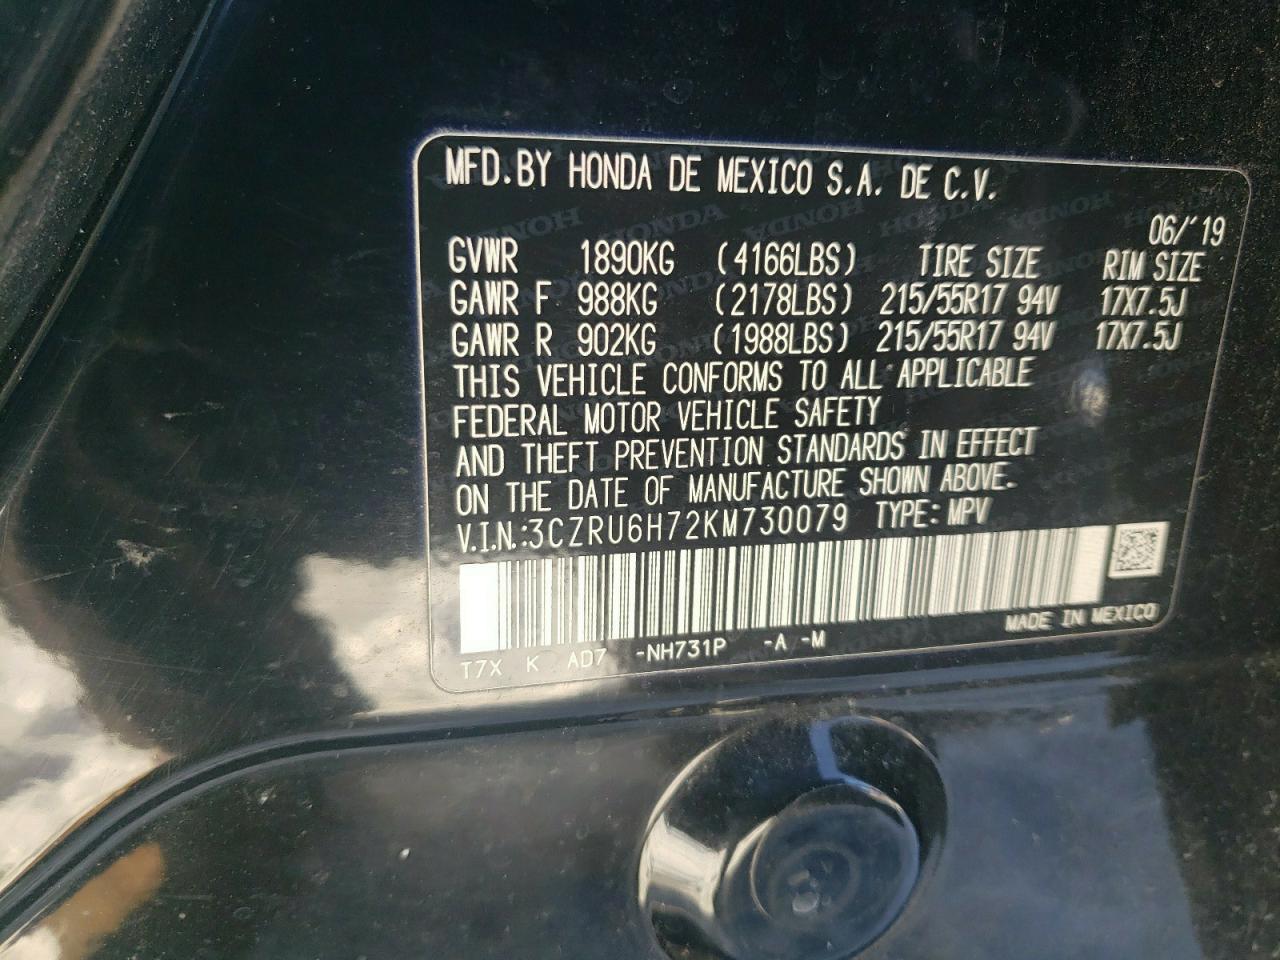 MFD.BY HONDA DE MEXICO S.A. DE C.V.
06/'19
GVWR 1890KG (4166LBS) TIRE SIZE RIM SIZE
GAWR F 988KG (2178LBS) 215/55R17 94V 17X7.5J
GAWR R 902KG (1988LBS) 215/55R17 94V 17X7.5J
THIS VEHICLE CONFORMS TO ALL APPLICABLE
FEDERAL MOTOR VEHICLE SAFETY
AND THEFT PREVENTION STANDARDS IN EFFECT
ON THE DATE OF MANUFACTURE SHOWN ABOVE.
V.I.N.:3CZRU6H72KM730079 TYPE: MPV
MADE IN MEXICO
T7X K AD7 -NH731P -A -M